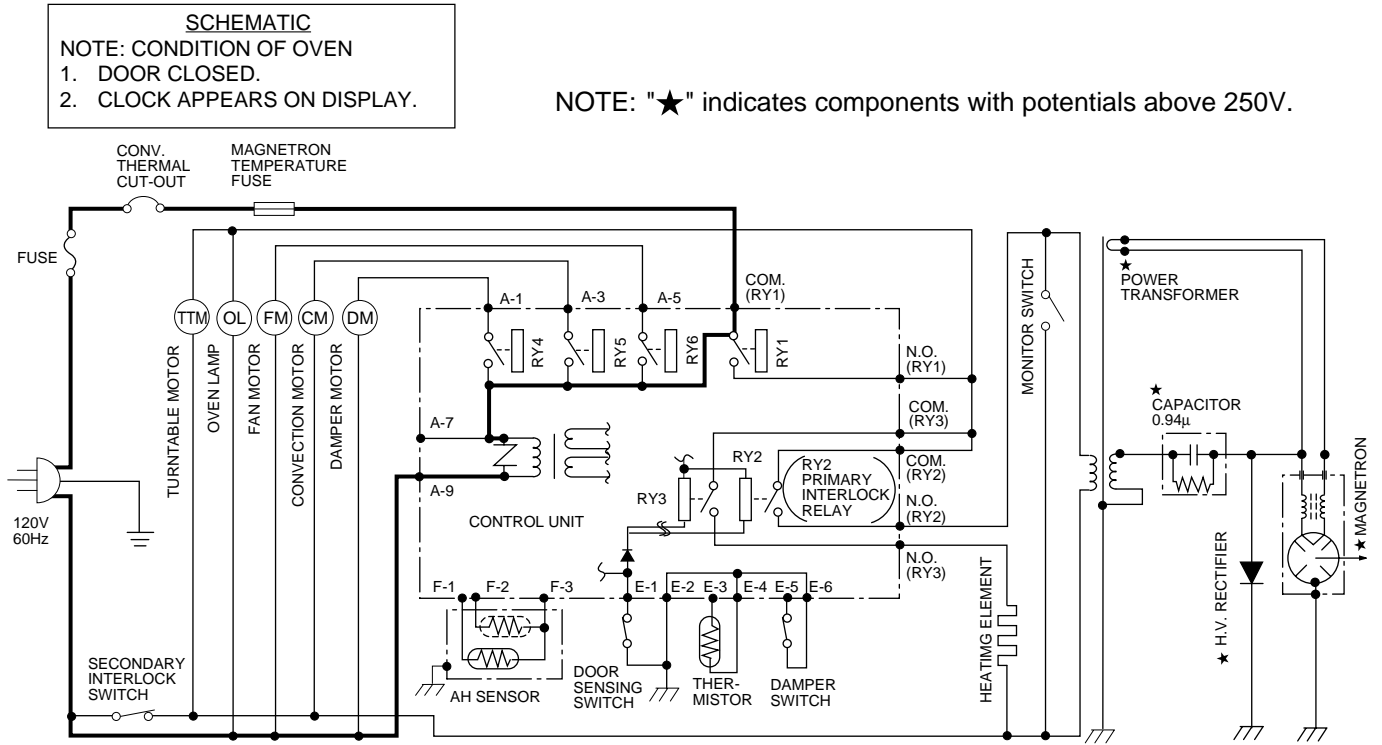 SCHEMATIC
NOTE: CONDITION OF OVEN
1. DOOR CLOSED.
2. CLOCK APPEARS ON DISPLAY.
NOTE: "★" indicates components with potentials above 250V.
CONV.
THERMAL
CUT-OUT
MAGNETRON
TEMPERATURE
FUSE
FUSE
TTM
OL
FM
CM
DM
TURNTABLE MOTOR
OVEN LAMP
FAN MOTOR
CONVECTION MOTOR
DAMPER MOTOR
A-1
A-3
A-5
COM.
(RY1)
RY4
RY5
RY6
RY1
N.O.
(RY1)
COM.
(RY3)
A-7
A-9
RY2
RY3
(RY2
PRIMARY
INTERLOCK
RELAY)
COM.
(RY2)
N.O.
(RY2)
N.O.
(RY3)
CONTROL UNIT
120V
60Hz
F-1
F-2
F-3
E-1
E-2
E-3
E-4
E-5
E-6
SECONDARY
INTERLOCK
SWITCH
AH SENSOR
DOOR
SENSING
SWITCH
THER-
MISTOR
DAMPER
SWITCH
HEATIMG ELEMENT
MONITOR SWITCH
★
POWER
TRANSFORMER
★
CAPACITOR
0.94µ
★ H.V. RECTIFIER
★ MAGNETRON